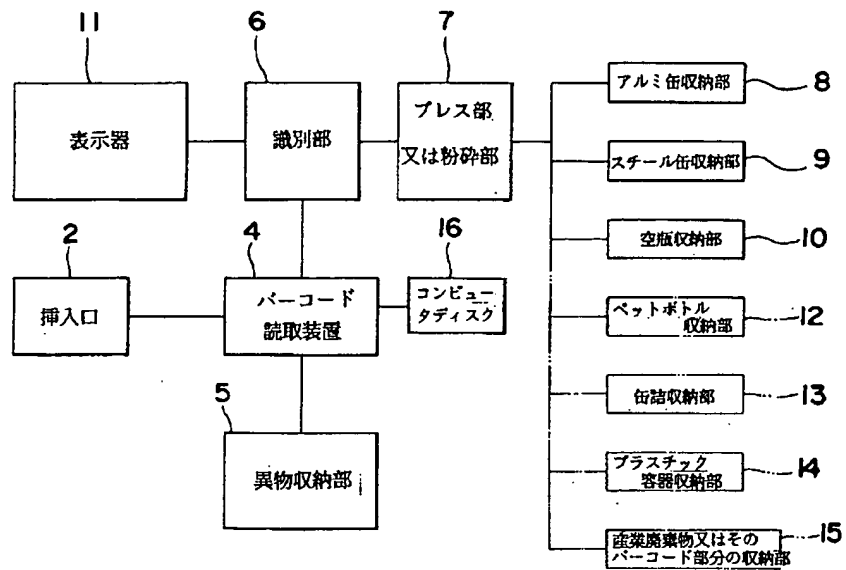 11
表示器
6
識別部
7
プレス部
又は粉砕部
2
挿入口
4
バーコード
読取装置
16
コンピュー
タディスク
5
異物収納部
アルミ缶収納部
8
スチール缶収納部
9
空瓶収納部
10
ペットボトル
収納部
12
缶詰収納部
13
プラスチック
容器収納部
14
産業廃棄物又はその
バーコード部分の収納部
15